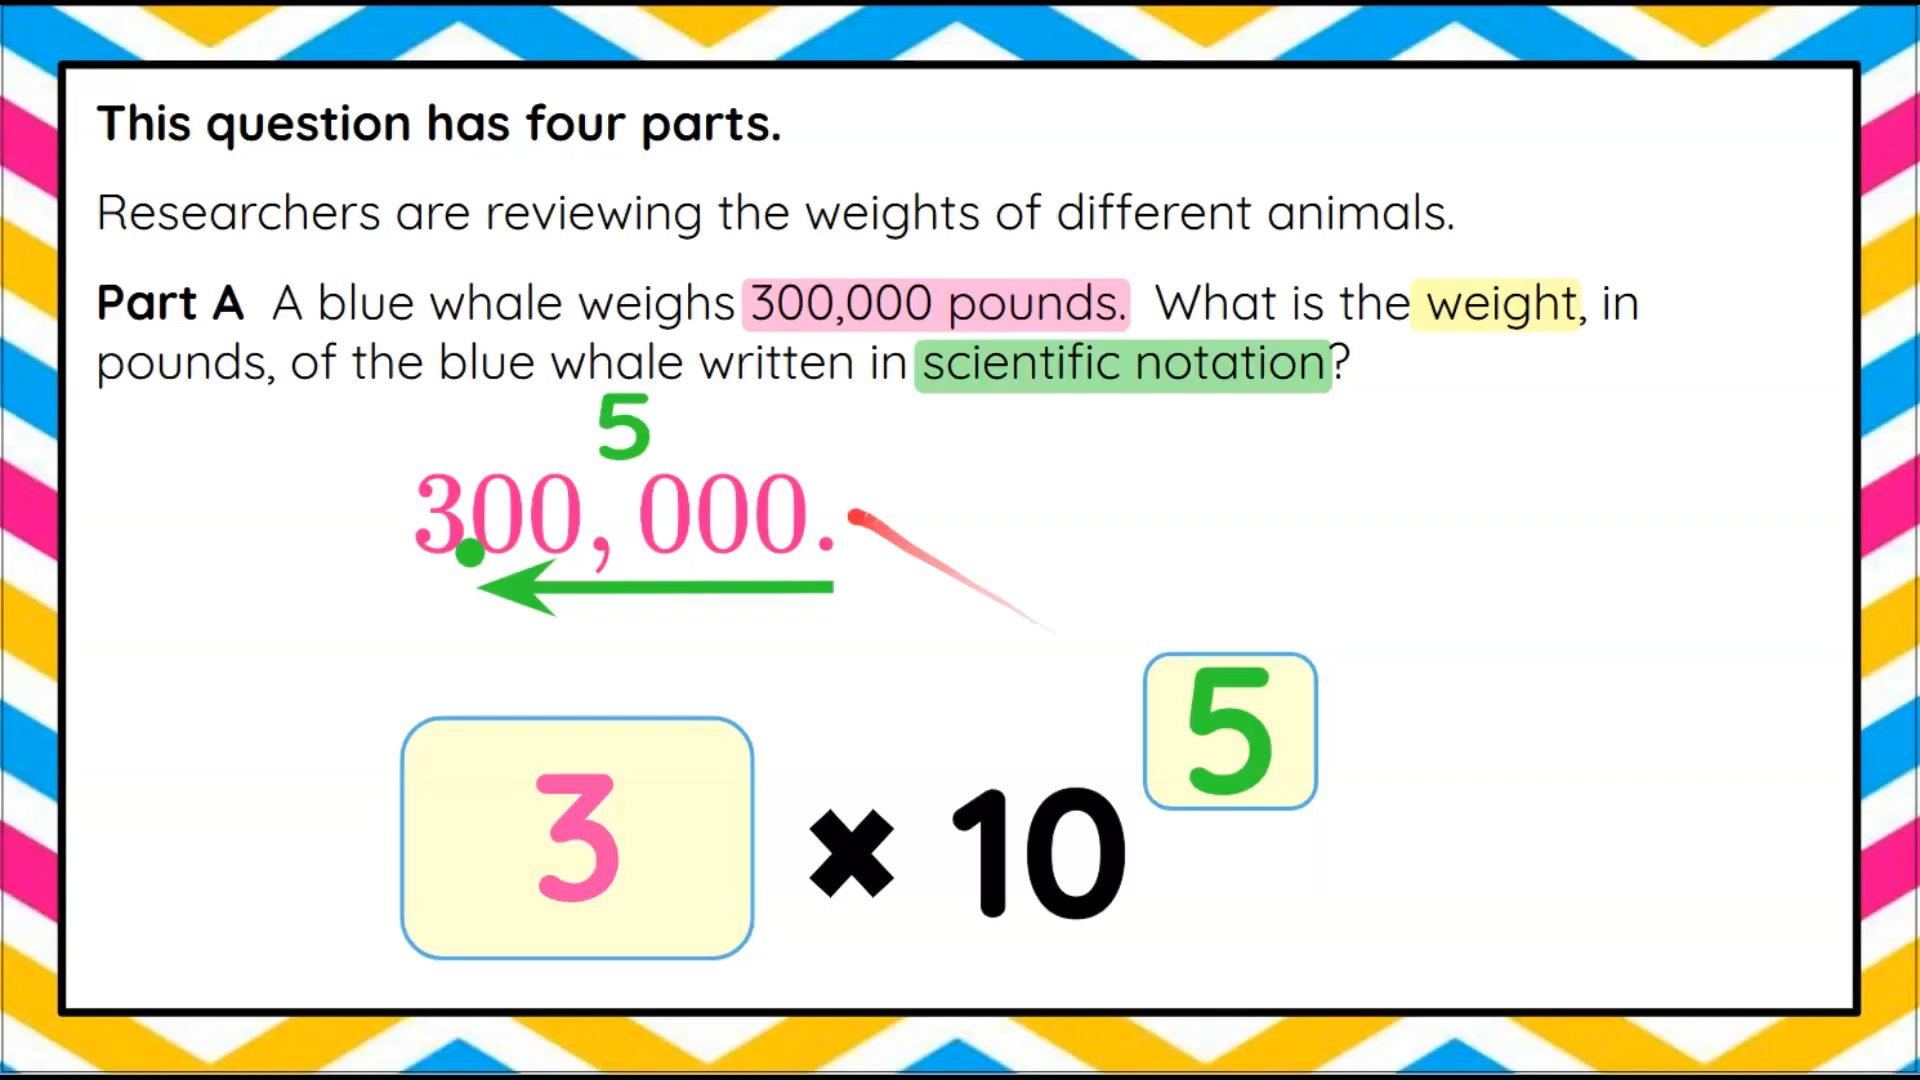 This question has four parts.
Researchers are reviewing the weights of different animals.
Part A A blue whale weighs 300,000 pounds. What is the weight, in
pounds, of the blue whale written in scientific notation?
5
300,000.
5
3 × 10